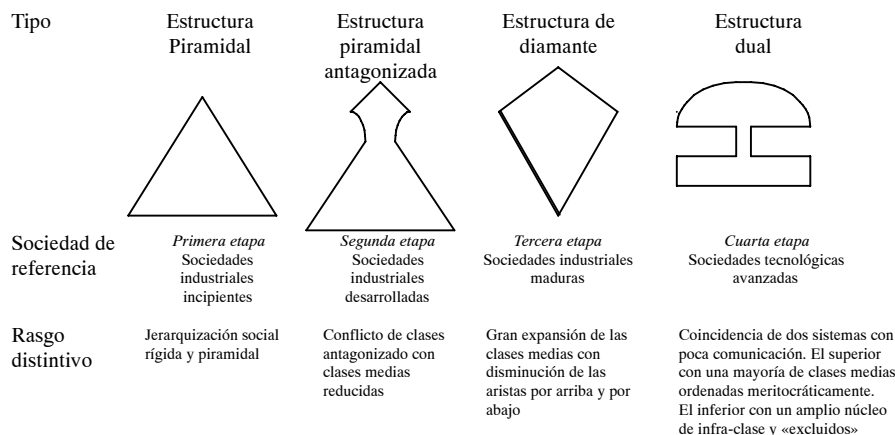 Tipo
Estructura
Piramidal
Estructura
piramidal
antagonizada
Estructura de
diamante
Estructura
dual
Sociedad de
referencia
Primera etapa
Sociedades
industriales
incipientes
Segunda etapa
Sociedades
industriales
desarrolladas
Tercera etapa
Sociedades industriales
maduras
Cuarta etapa
Sociedades tecnológicas
avanzadas
Rasgo
distintivo
Jerarquización social
rígida y piramidal
Conflicto de clases
antagonizado con
clases medias
reducidas
Gran expansión de las
clases medias con
disminución de las
aristas por arriba y por
abajo
Coincidencia de dos sistemas con
poca comunicación. El superior
con una mayoría de clases medias
ordenadas meritocráticamente.
El inferior con un amplio núcleo
de infra-clase y «excluidos»